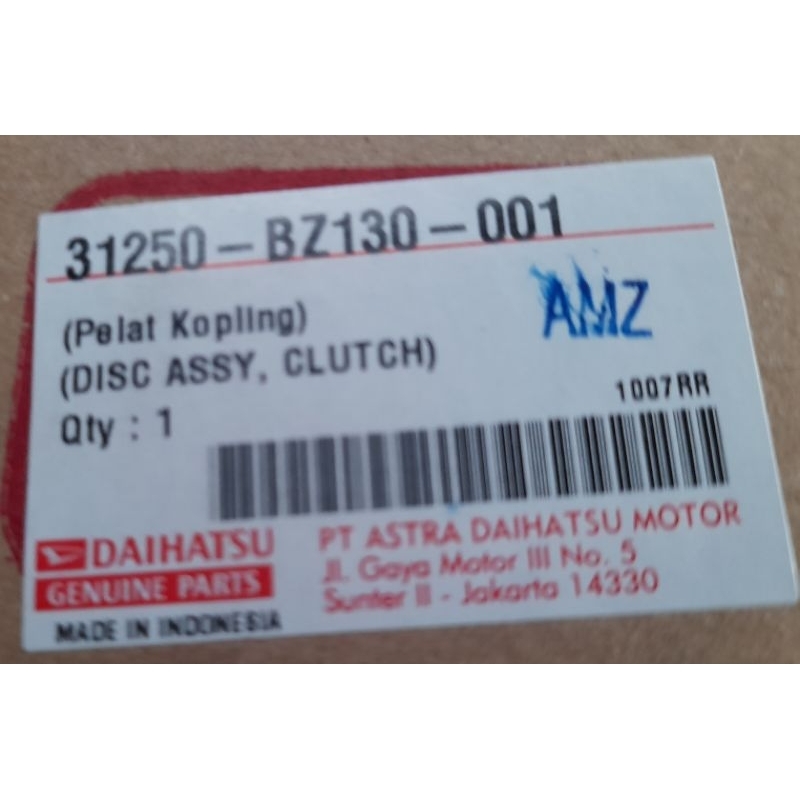 31250-BZ130-001
AMZ
(Pelat Kopling)
(DISC ASSY, CLUTCH)
1007RR
Qty : 1
DAIHATSU
GENUINE PARTS
MADE IN INDONESIA
PT ASTRA DAIHATSU MOTOR
Jl. Gaya Motor III No. 5
Sunter II - Jakarta 14330